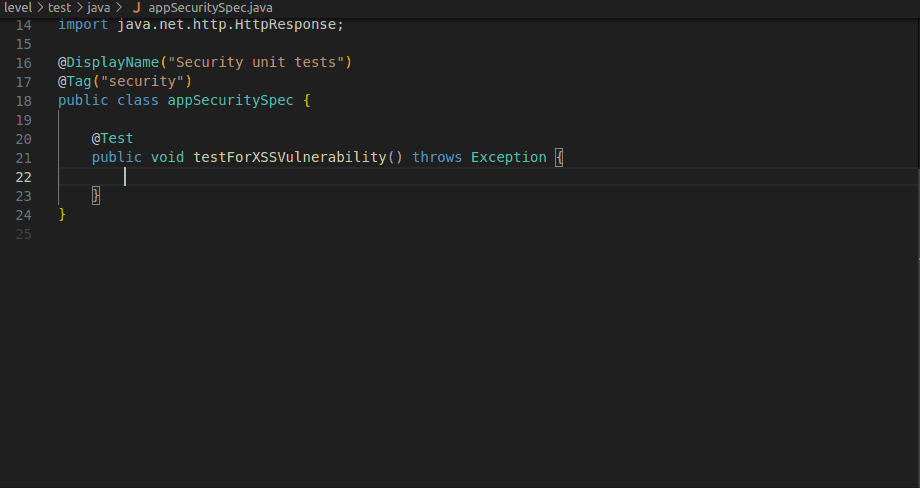 level > test > java > J appSecuritySpec.java
14 import java.net.http.HttpResponse;
15
16 @DisplayName("Security unit tests")
17 @Tag("security")
18 public class appSecuritySpec {
19
20 @Test
21 public void testForXSSVulnerability() throws Exception {
22
23 }
24 }
25